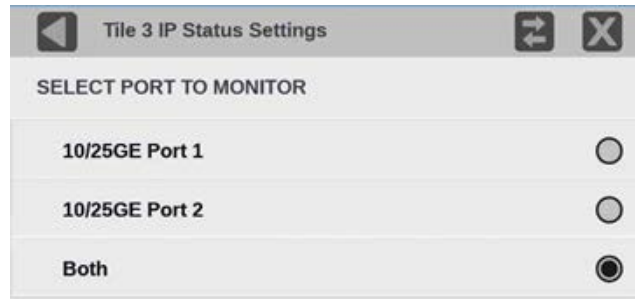 Tile 3 IP Status Settings
SELECT PORT TO MONITOR
10/25GE Port 1
10/25GE Port 2
Both